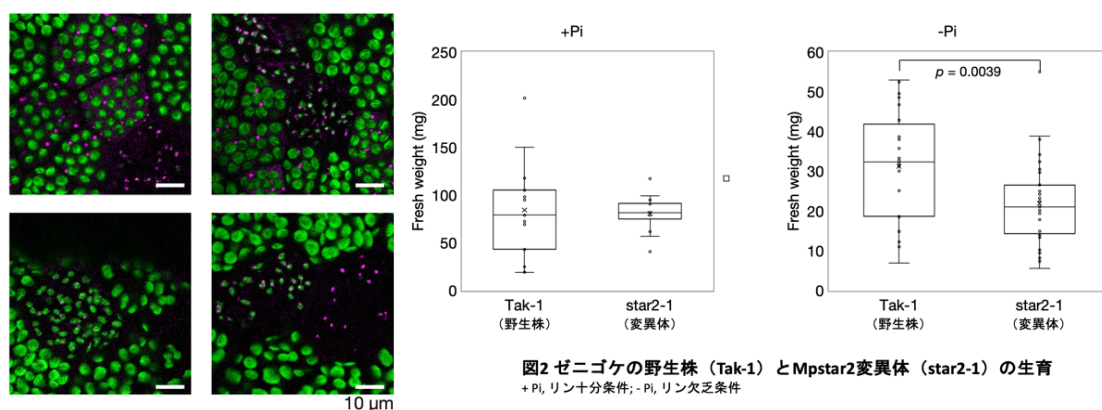 10 µm
+Pi
Fresh weight (mg)
250
200
150
100
50
0
Tak-1
（野生株）
star2-1
（変異体）
-Pi
Fresh weight (mg)
60
50
40
30
20
10
0
p = 0.0039
Tak-1
（野生株）
star2-1
（変異体）
図2 ゼニゴケの野生株（Tak-1）とMpstar2変異体（star2-1）の生育
+ Pi, リン十分条件; - Pi, リン欠乏条件